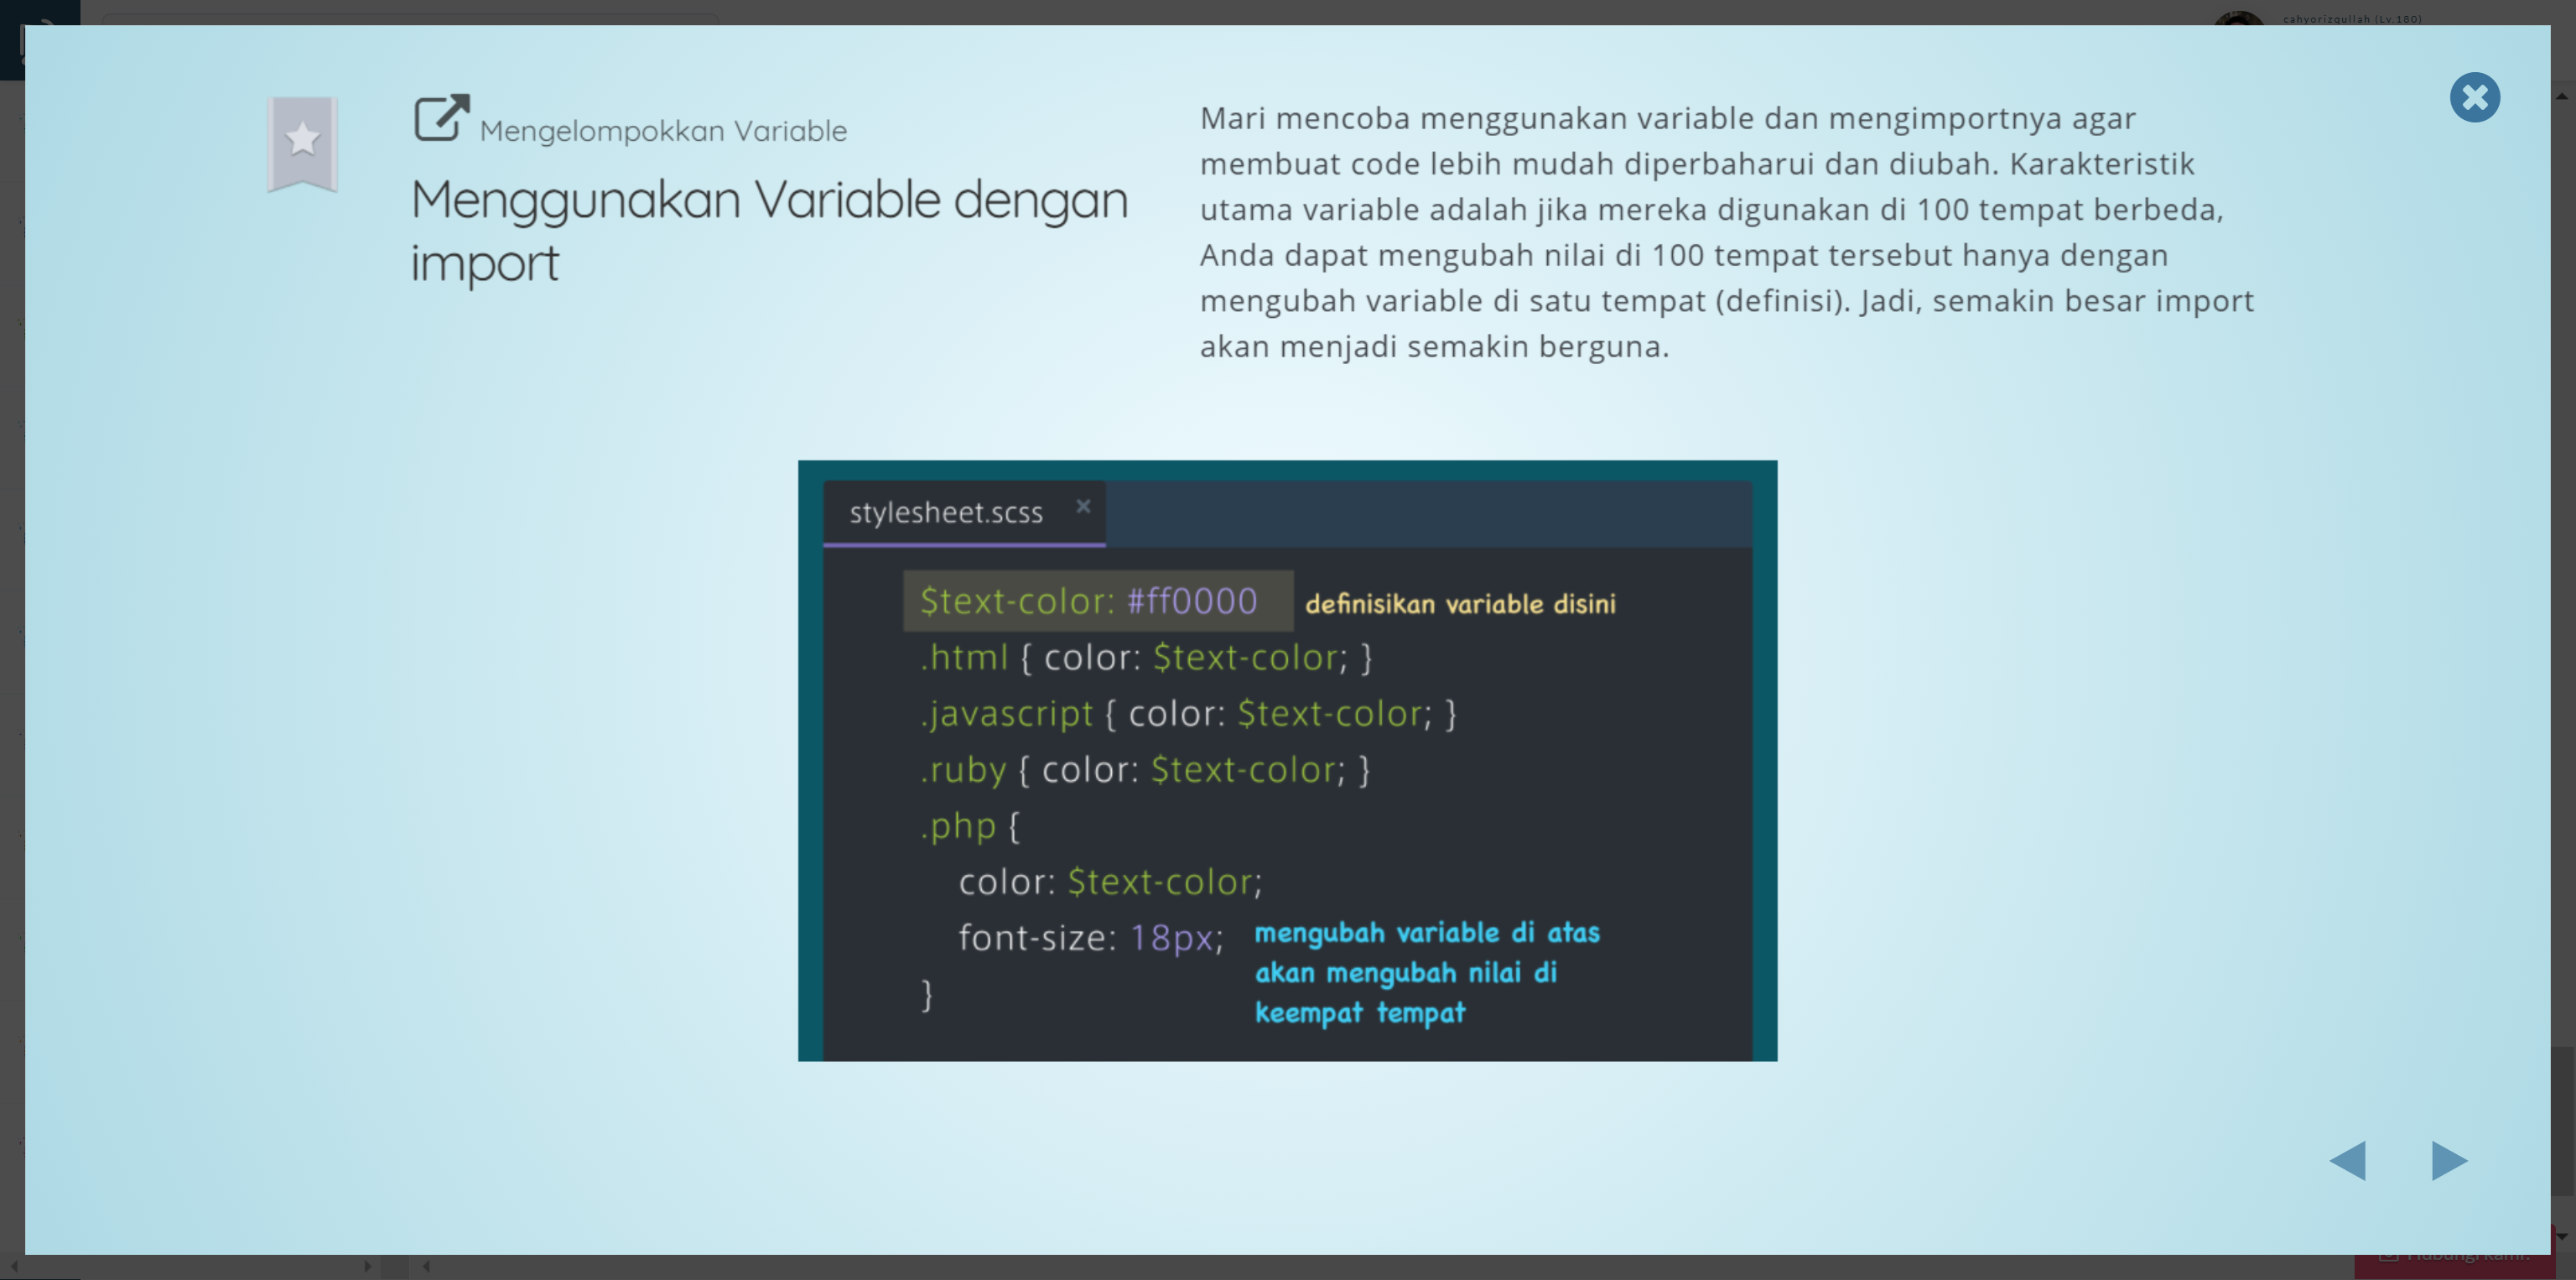 cahyorizqullah (Lv.180)
Mengelompokkan Variable
Menggunakan Variable dengan
import
Mari mencoba menggunakan variable dan mengimportnya agar
membuat code lebih mudah diperbaharui dan diubah. Karakteristik
utama variable adalah jika mereka digunakan di 100 tempat berbeda,
Anda dapat mengubah nilai di 100 tempat tersebut hanya dengan
mengubah variable di satu tempat (definisi). Jadi, semakin besar import
akan menjadi semakin berguna.
stylesheet.scss
$text-color: #ff0000 definisikan variable disini
.html { color: $text-color; }
.javascript { color: $text-color; }
.ruby { color: $text-color; }
.php {
color: $text-color;
font-size: 18px;
mengubah variable di atas
akan mengubah nilai di
keempat tempat
}
Hubungi kami!